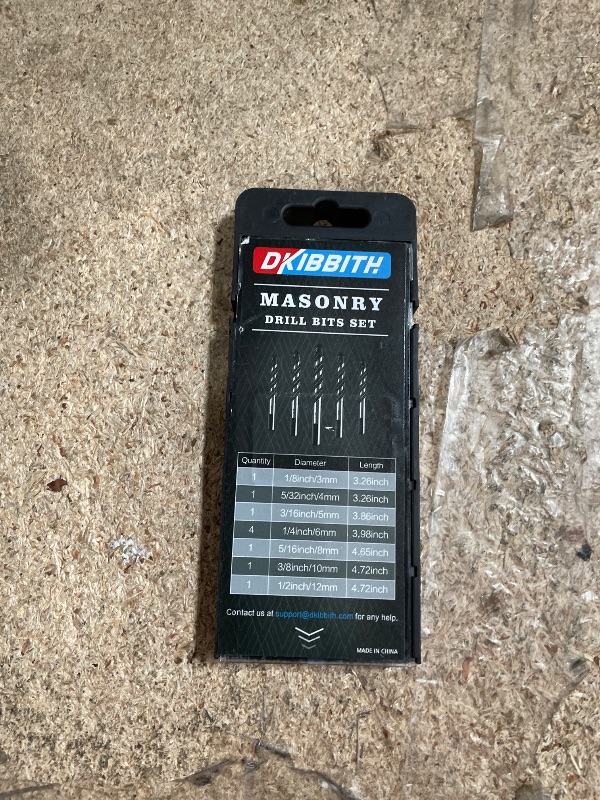 DKIBBITH
MASONRY
DRILL BITS SET
Quantity Diameter Length
1 1/8inch/3mm 3.26inch
1 5/32inch/4mm 3.26inch
1 3/16inch/5mm 3.86inch
4 1/4inch/6mm 3.98inch
1 5/16inch/8mm 4.65inch
1 3/8inch/10mm 4.72inch
1 1/2inch/12mm 4.72inch
Contact us at support@dkibbith.com for any help.
MADE IN CHINA